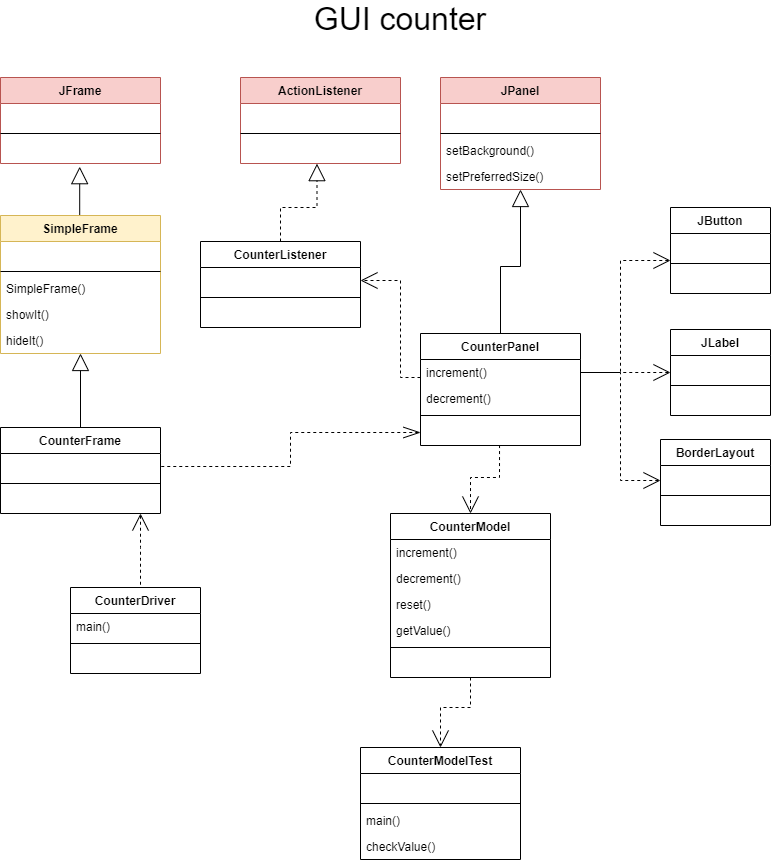 GUI counter
JFrame
ActionListener
JPanel
setBackground()
setPreferredSize()
SimpleFrame
SimpleFrame()
showIt()
hideIt()
CounterListener
JButton
CounterPanel
increment()
decrement()
JLabel
CounterFrame
BorderLayout
CounterModel
increment()
decrement()
reset()
getValue()
CounterDriver
main()
CounterModelTest
main()
checkValue()